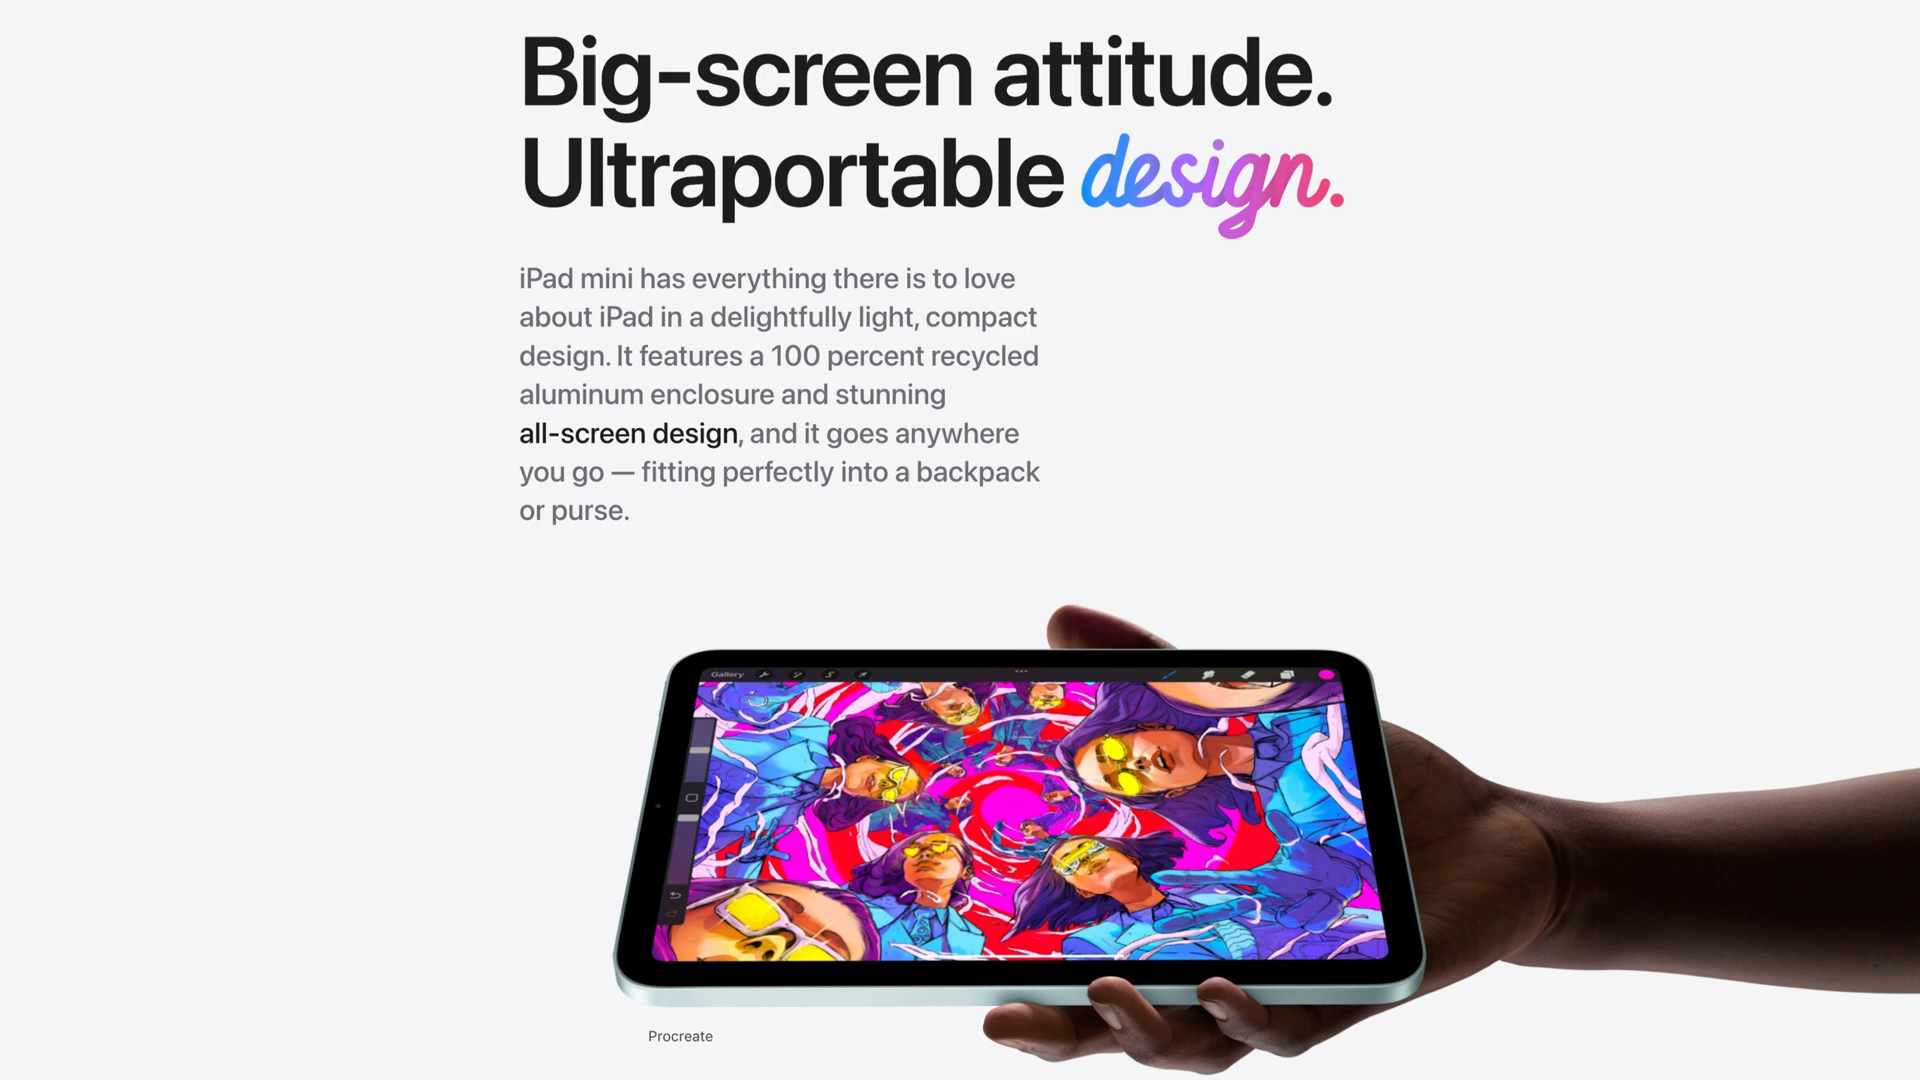 Big-screen attitude.
Ultraportable design.
iPad mini has everything there is to love
about iPad in a delightfully light, compact
design. It features a 100 percent recycled
aluminum enclosure and stunning
all-screen design, and it goes anywhere
you go — fitting perfectly into a backpack
or purse.
Gallery
Procreate